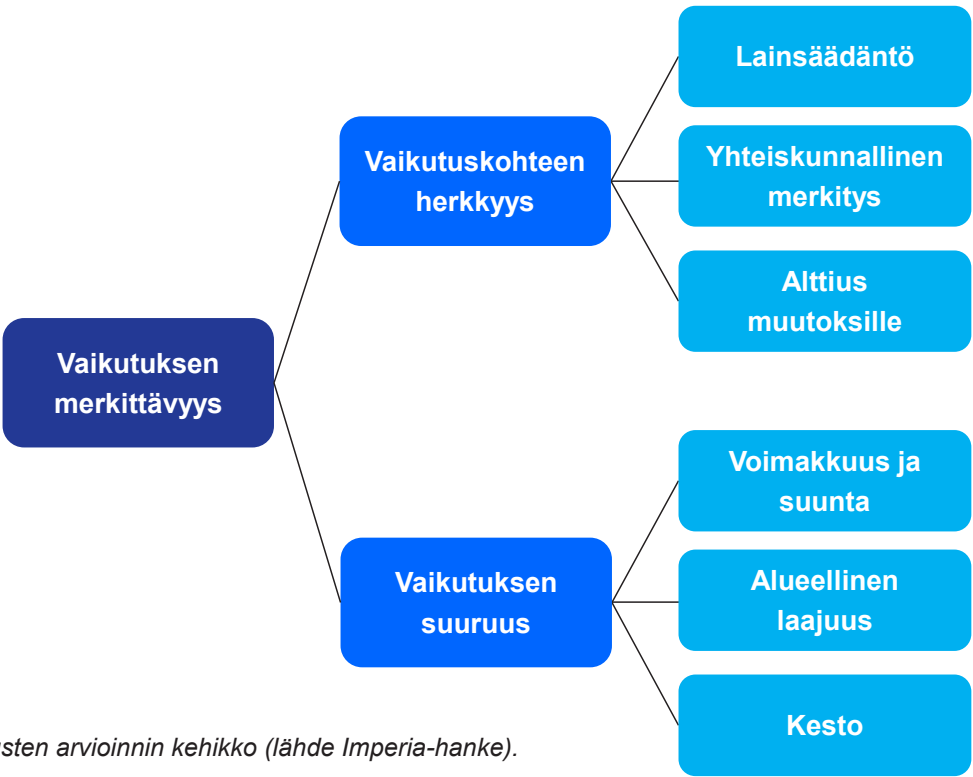 Lainsäädäntö
Vaikutuskohteen
herkkyys
Yhteiskunnallinen
merkitys
Alttius
muutoksille
Vaikutuksen
merkittävyys
Voimakkuus ja
suunta
Vaikutuksen
suuruus
Alueellinen
laajuus
Kesto
sten arvioinnin kehikko (lähde Imperia-hanke).